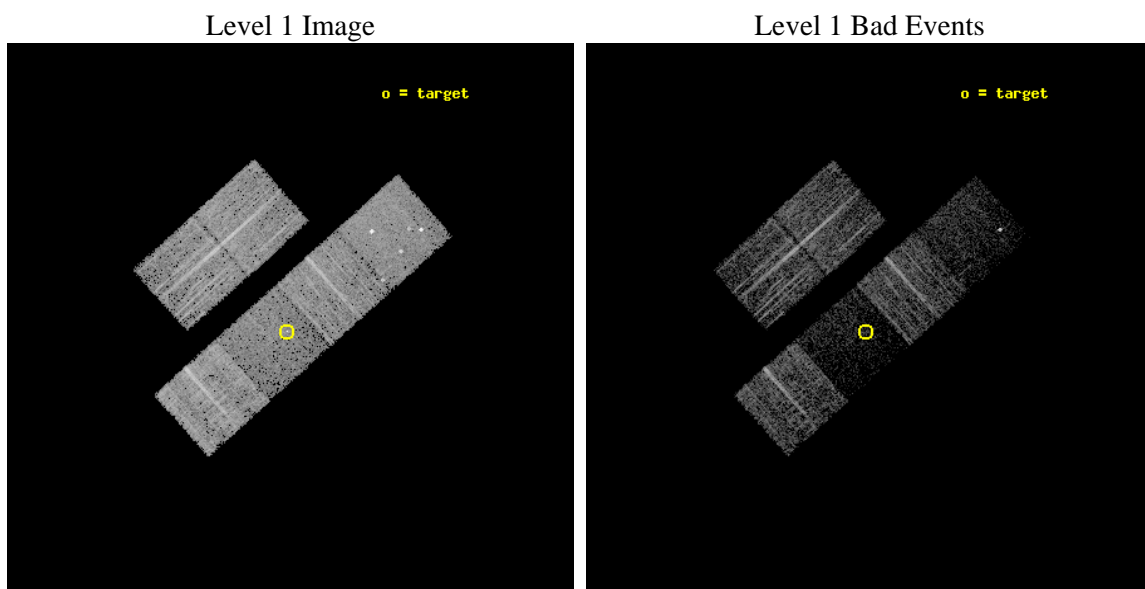 Level 1 Image
Level 1 Bad Events
o = target
o = target